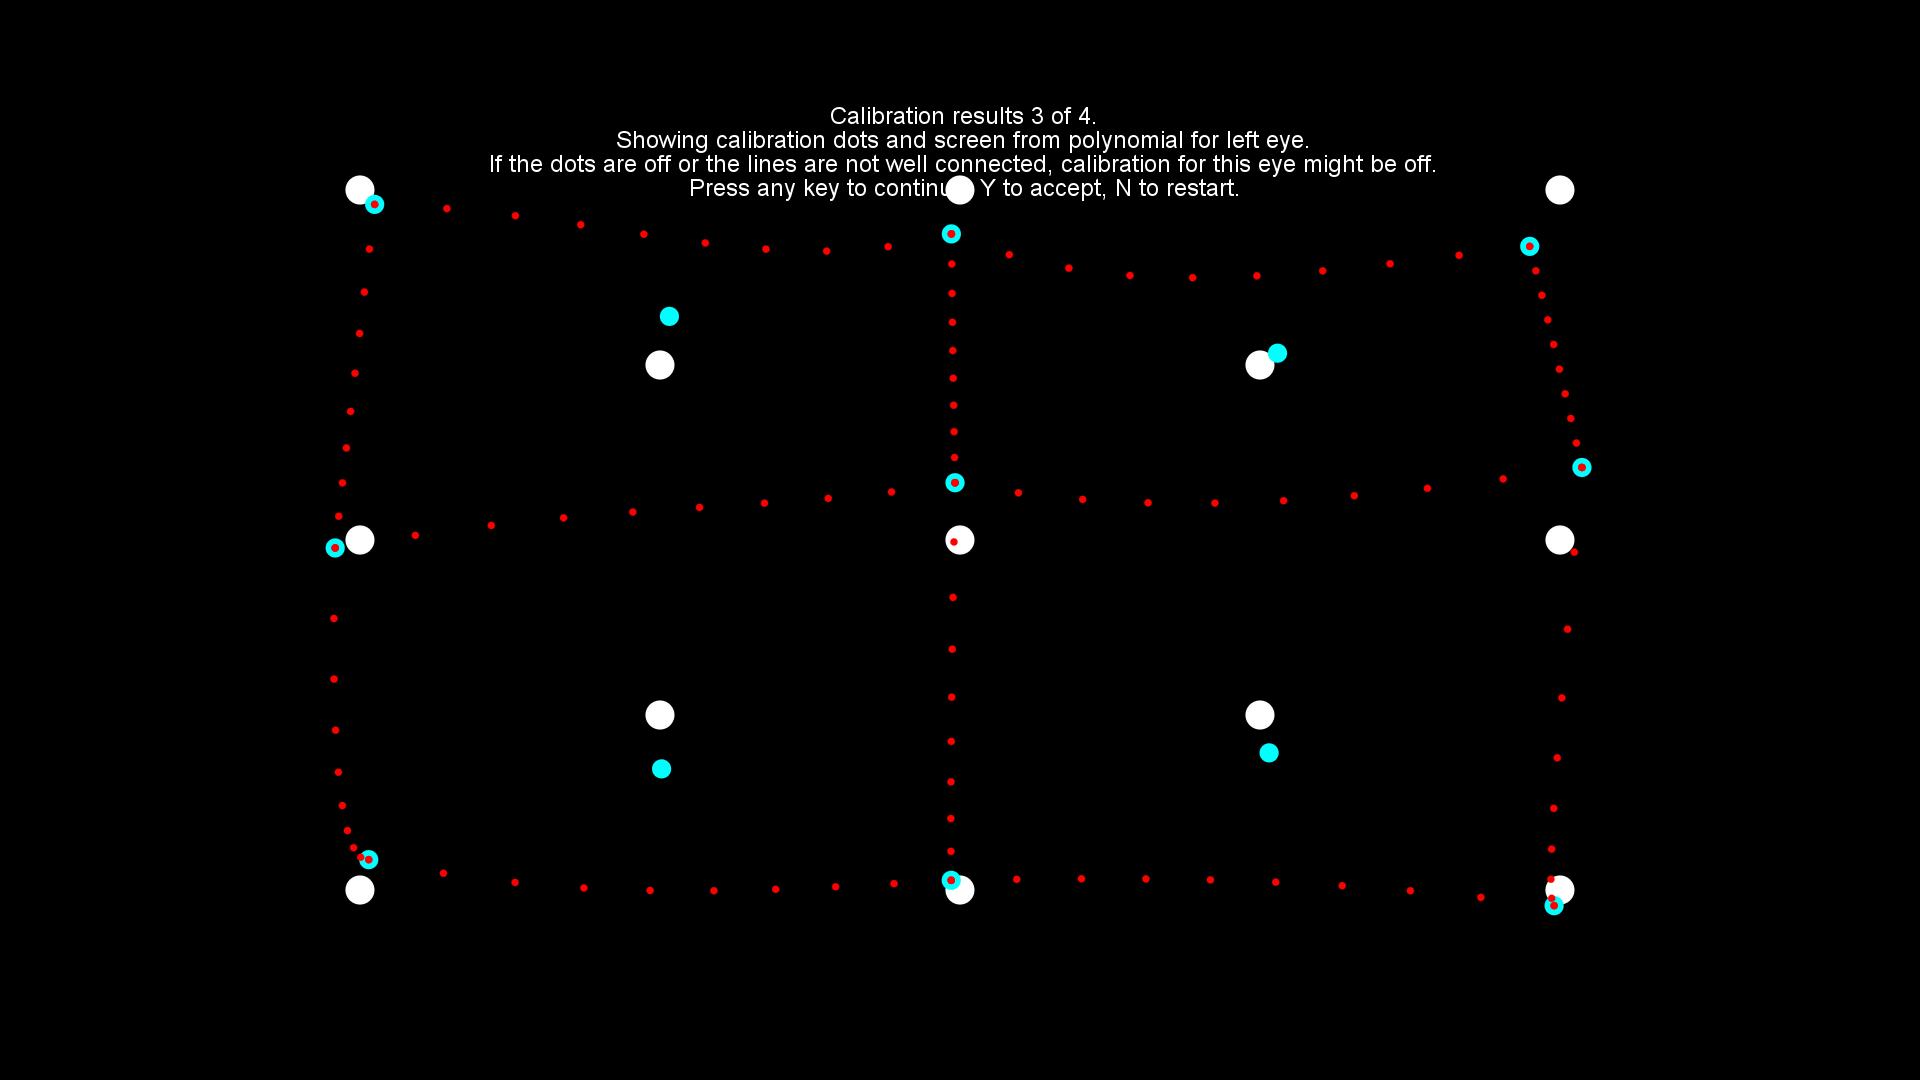 Calibration results 3 of 4.
Showing calibration dots and screen from polynomial for left eye.
If the dots are off or the lines are not well connected, calibration for this eye might be off.
Press any key to continu Y to accept, N to restart.